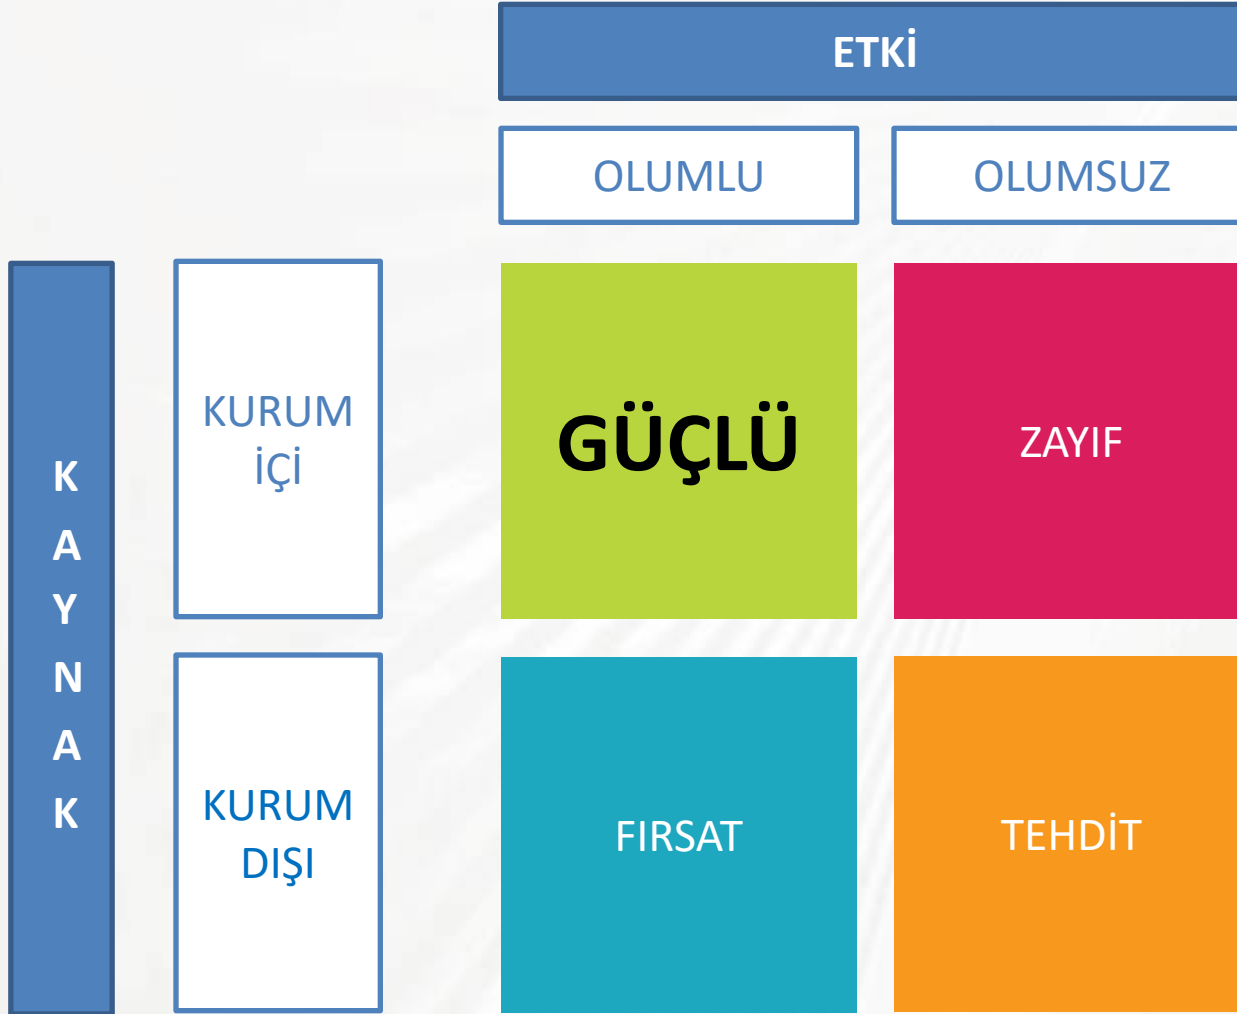 ETKİ
OLUMLU
OLUMSUZ
K
A
Y
N
A
K
KURUM
İÇİ
GÜÇLÜ
ZAYIF
KURUM
DIŞI
FIRSAT
TEHDİT